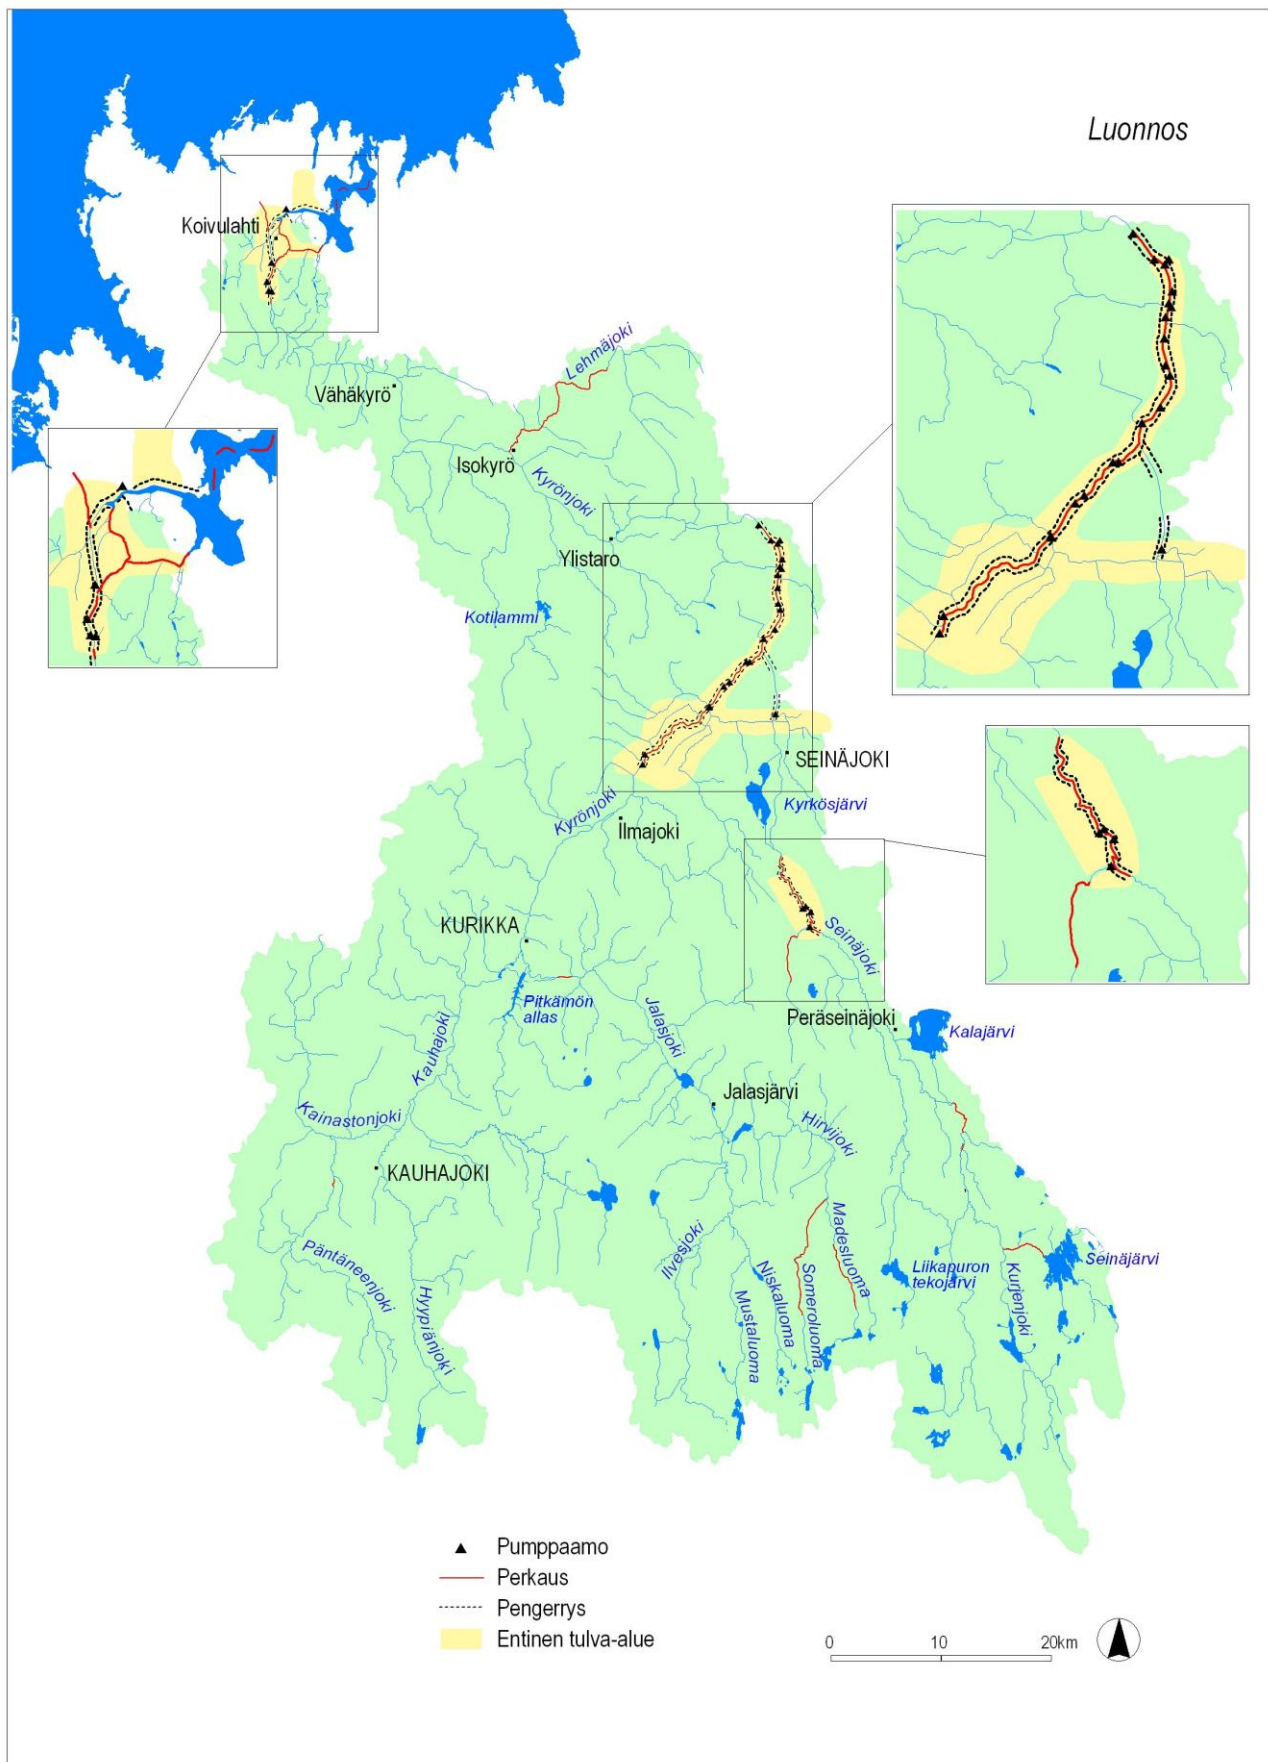 Luonnos
Koivulahti
Vähäkyrö
Lehmäjoki
Isokyrö
Kyrönjoki
Ylistaro
Kotilammi
SEINÄJOKI
Kyrkösjärvi
Kyrönjoki
Ilmajoki
KURIKKA
Seinäjoki
Pitkämön
allas
Jalasjoki
Peräseinäjoki
Kalajärvi
Kauhajoki
Jalasjärvi
Kainastonjoki
Hirvijoki
KAUHAJOKI
Madesluoma
Ilvesjoki
Päntäneenjoki
Hyypiänjoki
Niskaluoma
Mustaluoma
Someroluoma
Liikapuron
tekojärvi
Kurjenjoki
Seinäjärvi
Pumppaamo
Perkaus
Pengerrys
Entinen tulva-alue
0 10 20km